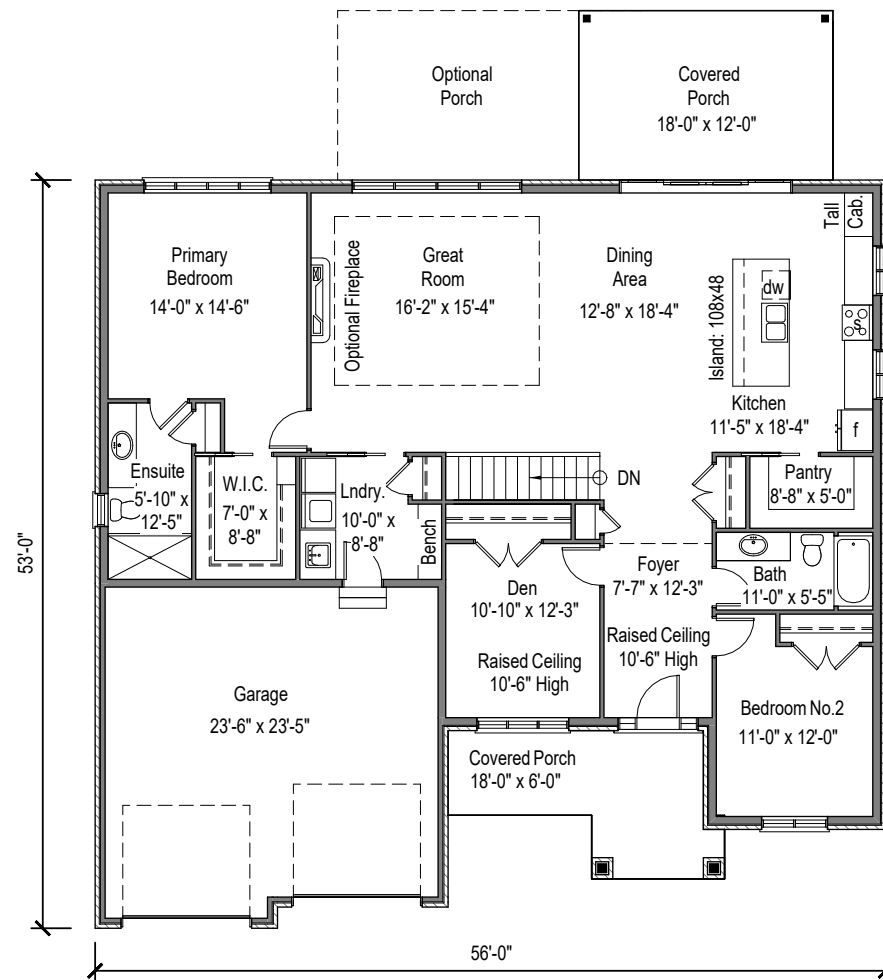 Optional
Porch
Covered
Porch
18'-0" x 12'-0"
Primary
Bedroom
14'-0" x 14'-6"
Optional Fireplace
Great
Room
16'-2" x 15'-4"
Dining
Area
12'-8" x 18'-4"
Island: 108x48
dw
Tall
Cab.
s
Kitchen
11'-5" x 18'-4"
f
Ensuite
5'-10" x
12'-5"
W.I.C.
7'-0" x
8'-8"
Lndry.
10'-0" x
8'-8"
Bench
DN
Pantry
8'-8" x 5'-0"
Den
10'-10" x 12'-3"
Raised Ceiling
10'-6" High
Foyer
7'-7" x 12'-3"
Raised Ceiling
10'-6" High
Bath
11'-0" x 5'-5"
Garage
23'-6" x 23'-5"
Bedroom No.2
11'-0" x 12'-0"
Covered Porch
18'-0" x 6'-0"
53'-0"
56'-0"